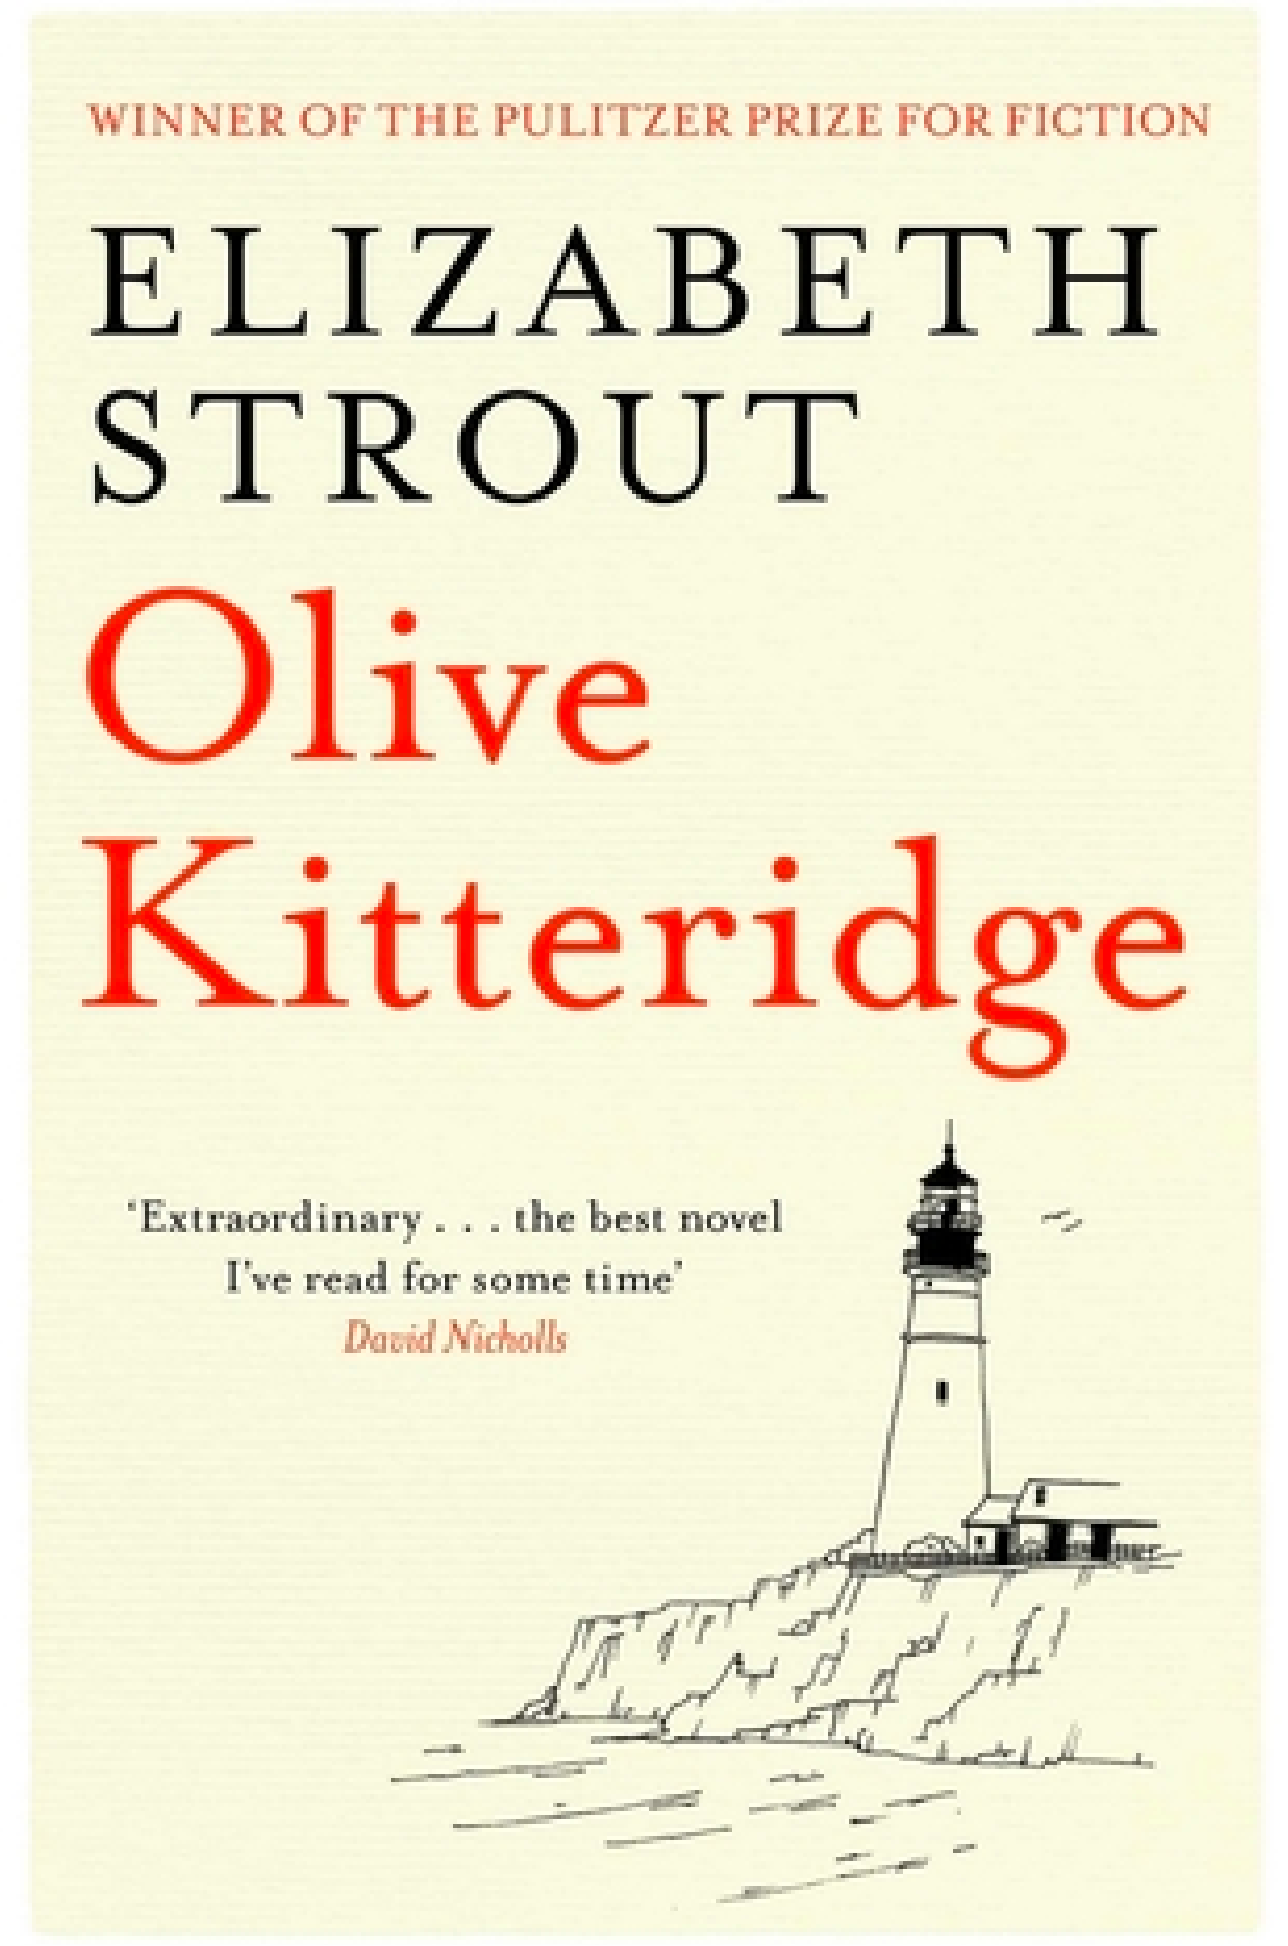 WINNER OF THE PULITZER PRIZE FOR FICTION
ELIZABETH
STROUT
Olive
Kitteridge
‘Extraordinary . . . the best novel
I’ve read for some time’
David Nicholls